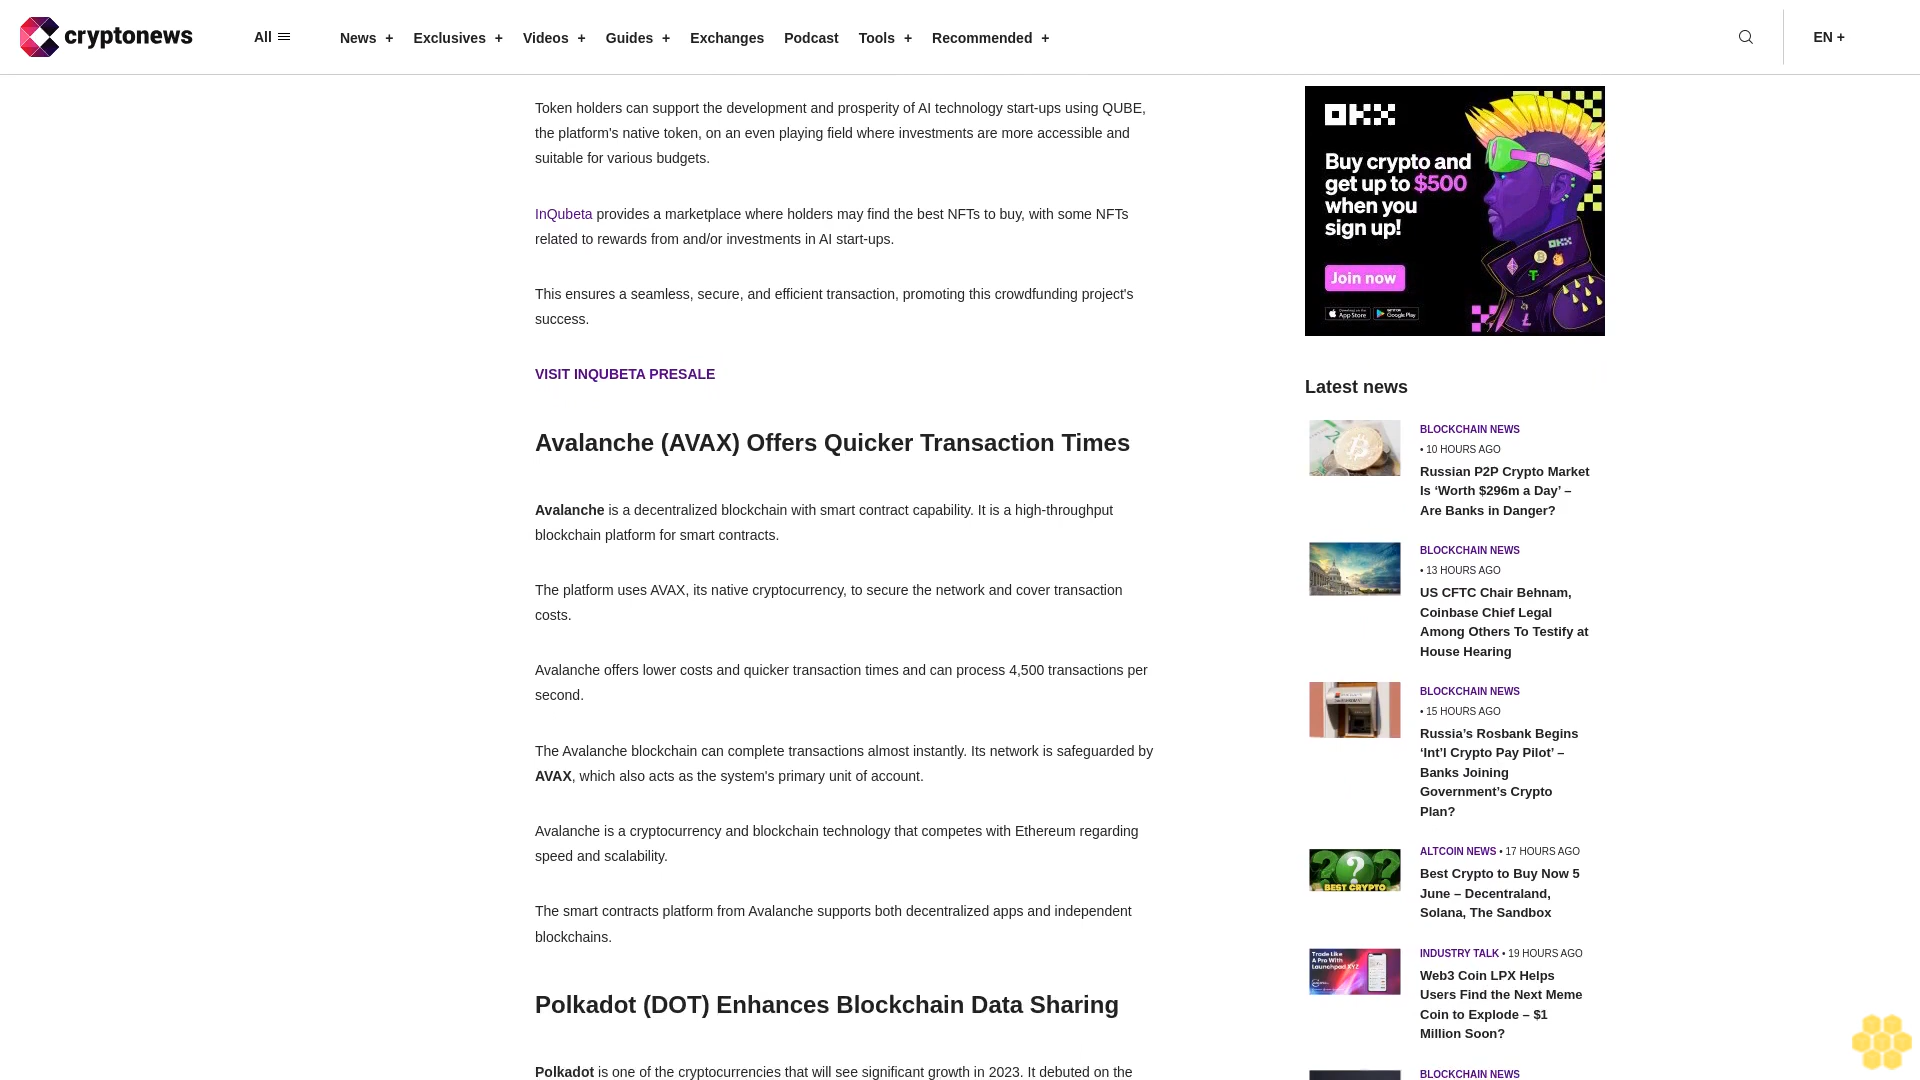 cryptonews
All
News +
Exclusives +
Videos +
Guides +
Exchanges
Podcast
Tools +
Recommended +
EN +
Token holders can support the development and prosperity of AI technology start-ups using QUBE,
the platform's native token, on an even playing field where investments are more accessible and
suitable for various budgets.
InQubeta provides a marketplace where holders may find the best NFTs to buy, with some NFTs
related to rewards from and/or investments in AI start-ups.
This ensures a seamless, secure, and efficient transaction, promoting this crowdfunding project's
success.
VISIT INQUBETA PRESALE
Avalanche (AVAX) Offers Quicker Transaction Times
Avalanche is a decentralized blockchain with smart contract capability. It is a high-throughput
blockchain platform for smart contracts.
The platform uses AVAX, its native cryptocurrency, to secure the network and cover transaction
costs.
Avalanche offers lower costs and quicker transaction times and can process 4,500 transactions per
second.
The Avalanche blockchain can complete transactions almost instantly. Its network is safeguarded by
AVAX, which also acts as the system's primary unit of account.
Avalanche is a cryptocurrency and blockchain technology that competes with Ethereum regarding
speed and scalability.
The smart contracts platform from Avalanche supports both decentralized apps and independent
blockchains.
Polkadot (DOT) Enhances Blockchain Data Sharing
Polkadot is one of the cryptocurrencies that will see significant growth in 2023. It debuted on the
OKX
Buy crypto and
get up to $500
when you
sign up!
Join now
App Store
Google Play
Latest news
BLOCKCHAIN NEWS
• 10 HOURS AGO
Russian P2P Crypto Market
Is ‘Worth $296m a Day’ –
Are Banks in Danger?
BLOCKCHAIN NEWS
• 13 HOURS AGO
US CFTC Chair Behnam,
Coinbase Chief Legal
Among Others To Testify at
House Hearing
BLOCKCHAIN NEWS
• 15 HOURS AGO
Russia’s Rosbank Begins
‘Int’l Crypto Pay Pilot’ –
Banks Joining
Government’s Crypto
Plan?
BEST CRYPTO
ALTCOIN NEWS • 17 HOURS AGO
Best Crypto to Buy Now 5
June – Decentraland,
Solana, The Sandbox
Trade Like
A Pro With
Launchpad.XYZ
INDUSTRY TALK • 19 HOURS AGO
Web3 Coin LPX Helps
Users Find the Next Meme
Coin to Explode – $1
Million Soon?
BLOCKCHAIN NEWS